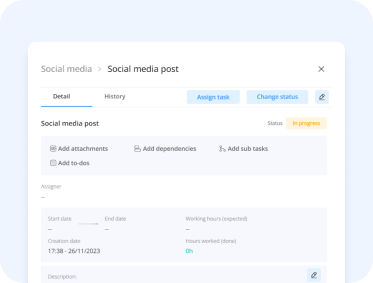 Social media > Social media post
Detail History Assign task Change status
Social media post Status In progress
Add attachments Add dependencies Add sub tasks
Add to-dos
Assigner
--
Start date End date Working hours (expected)
-- -- --
Creation date Hours worked (done)
17:38 - 26/11/2023 0h
Description